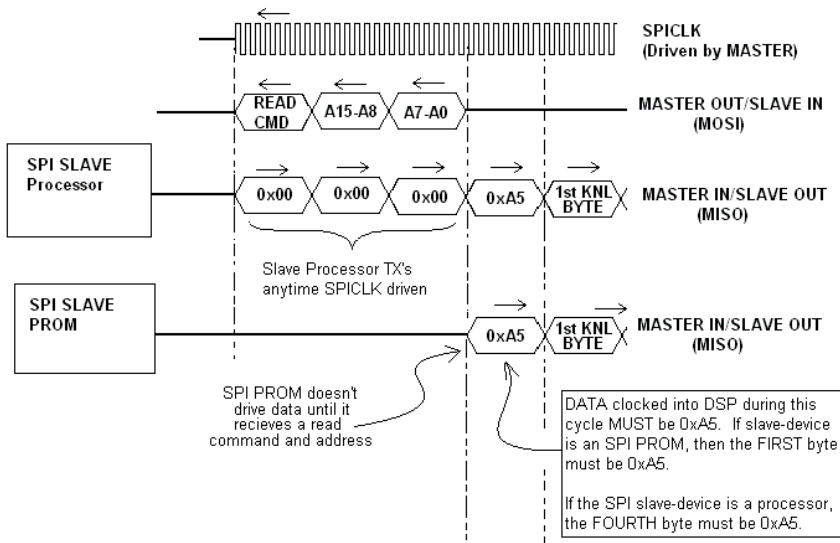 SPICLK
(Driven by MASTER)
READ
CMD
A15-A8
A7-A0
MASTER OUT/SLAVE IN
(MOSI)
SPI SLAVE
Processor
0x00
0x00
0x00
0xA5
1st KNL
BYTE
MASTER IN/SLAVE OUT
(MISO)
Slave Processor TX's
anytime SPICLK driven
SPI SLAVE
PROM
0xA5
1st KNL
BYTE
MASTER IN/SLAVE OUT
(MISO)
SPI PROM doesn't
drive data until it
recieves a read
command and address
DATA clocked into DSP during this
cycle MUST be 0xA5. If slave-device
is an SPI PROM, then the FIRST byte
must be 0xA5.
If the SPI slave-device is a processor,
the FOURTH byte must be 0xA5.